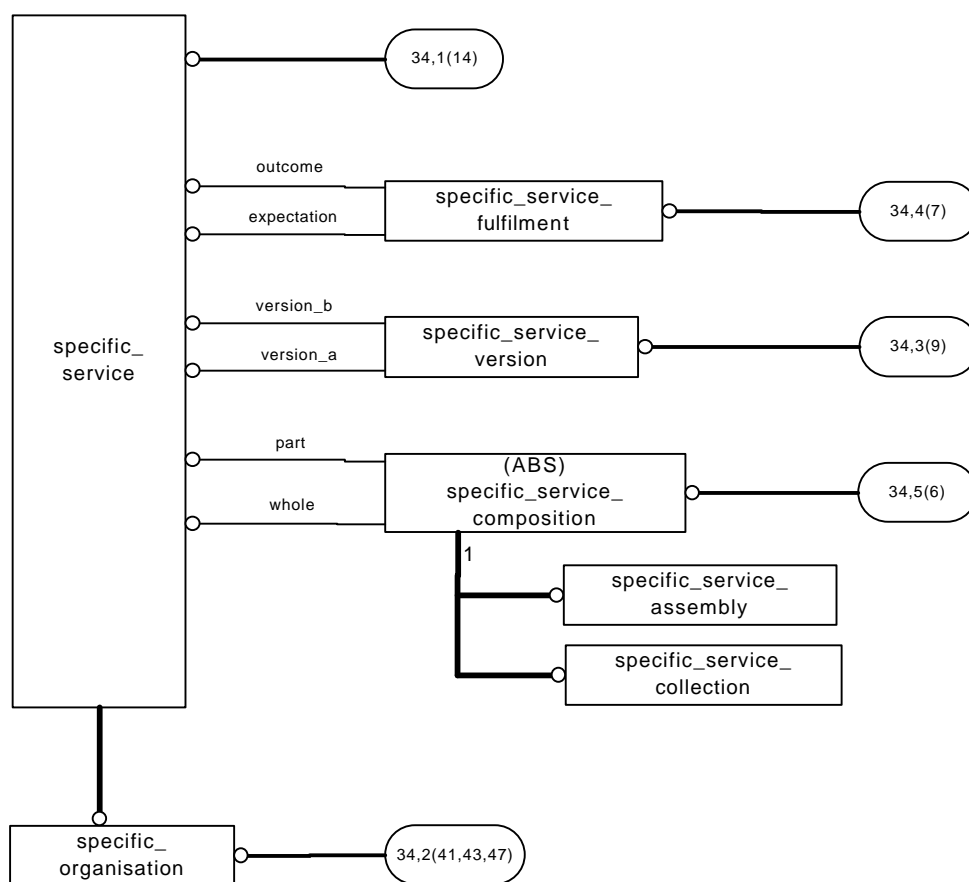 34,1(14)
outcome
specific_service_
fulfilment
34,4(7)
expectation
version_b
specific_service_
version
34,3(9)
specific_
service
version_a
part
(ABS)
specific_service_
composition
34,5(6)
whole
1
specific_service_
assembly
specific_service_
collection
specific_
organisation
34,2(41,43,47)